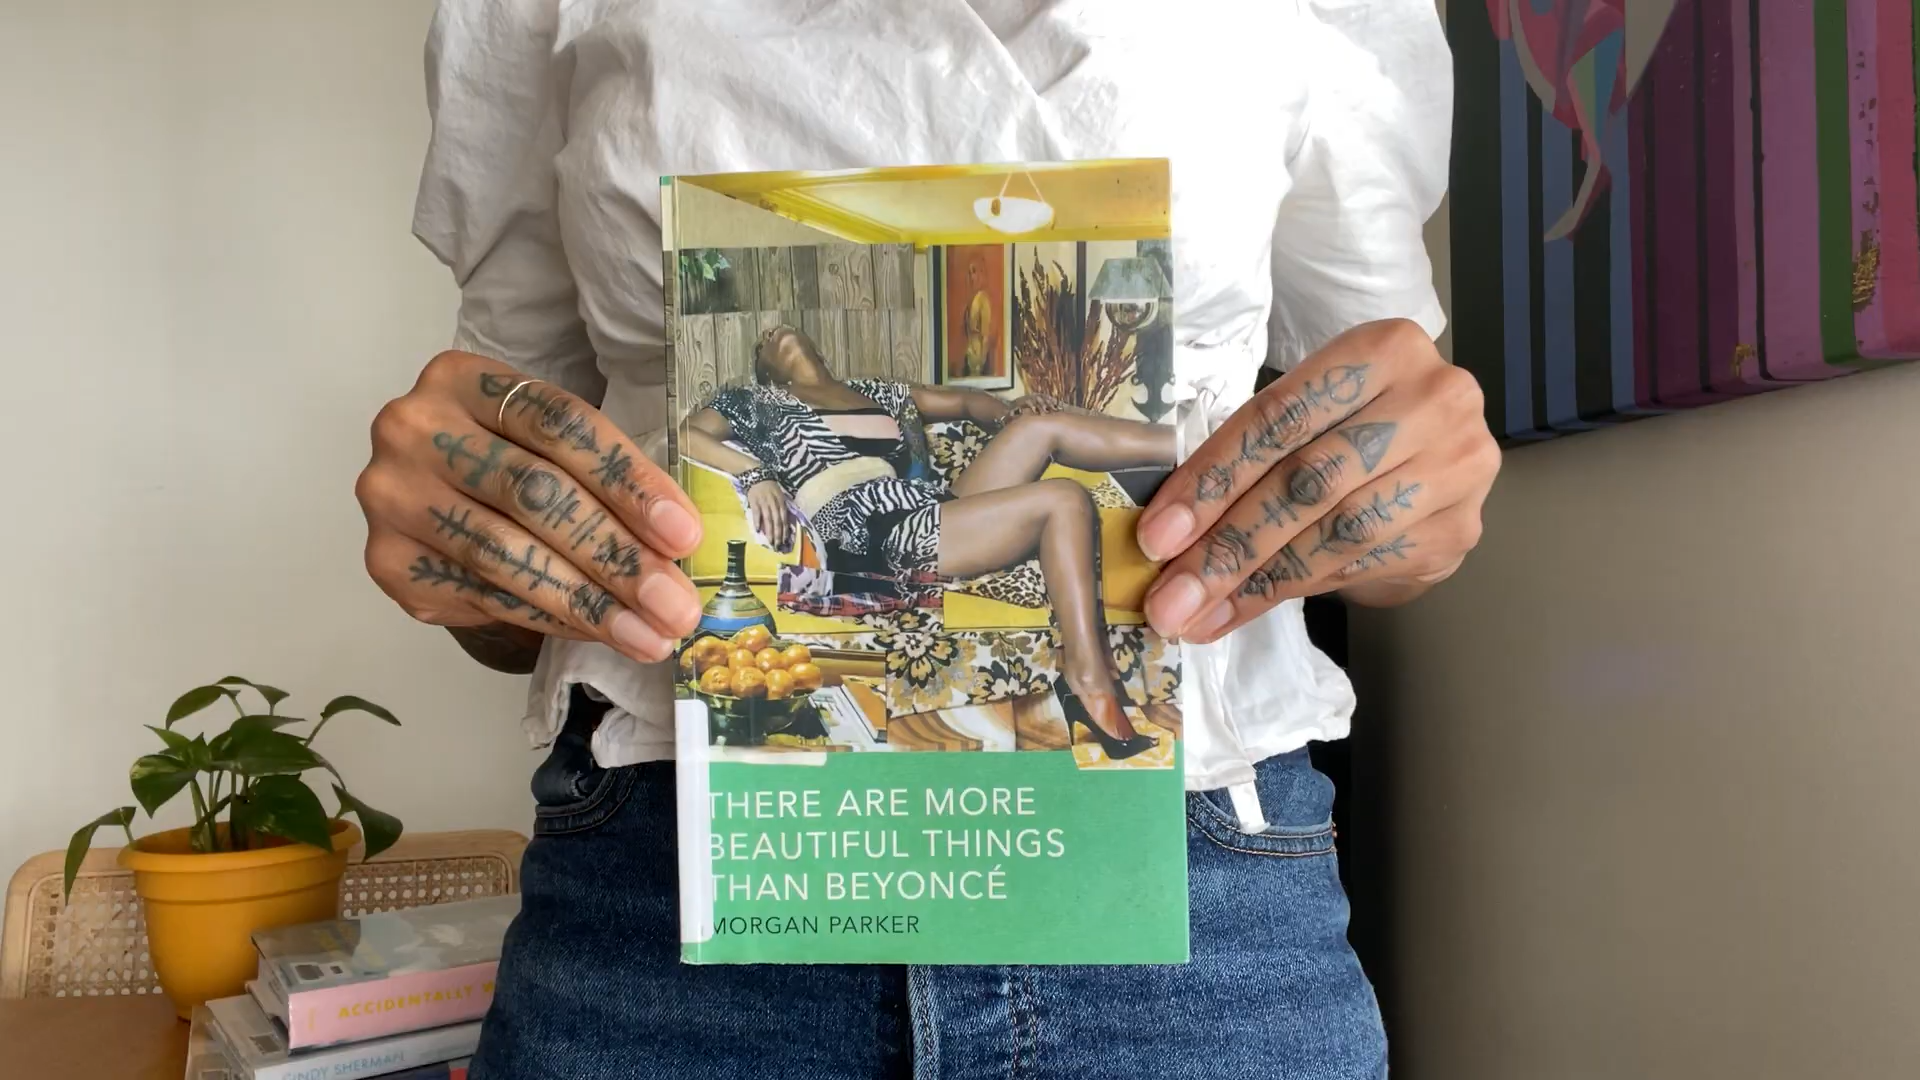 THERE ARE MORE
BEAUTIFUL THINGS
THAN BEYONCÉ
MORGAN PARKER
ACCIDENTALLY W
CINDY SHERMAN